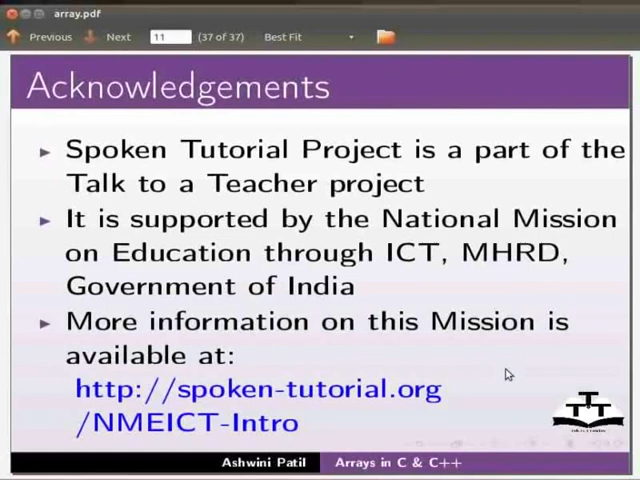 array.pdf
Previous Next 11 (37 of 37) Best Fit
Acknowledgements
Spoken Tutorial Project is a part of the
Talk to a Teacher project
It is supported by the National Mission
on Education through ICT, MHRD,
Government of India
More information on this Mission is
available at:
http://spoken-tutorial.org
/NMEICT-Intro
Ashwini Patil Arrays in C & C++